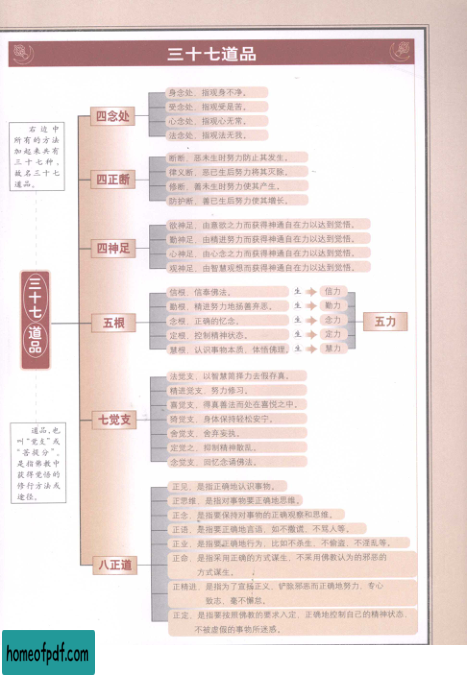 三十七道品
右边中
所有的方法
加起来共有
三十七种,
故名三十七
道品。
三十七道品
道品,也
叫“觉支”或
“菩提分”,
是指佛教中
获得觉悟的
修行方法或
途径。
四念处
身念处、指观身不净。
受念处、指观受是苦。
心念处、指观心无常。
法念处、指观法无我。
四正断
断断、恶未生时努力防止其发生。
律义断、恶已生后努力将其灭除。
修断、善未生时努力使其产生。
防护断、善已生后努力使其增长。
四神足
欲神足、由善欲之力而获得神通自在力以达到觉悟。
勤神足、由精进努力而获得神通自在力以达到觉悟。
心神足、由心念之力而获得神通自在力以达到觉悟。
观神足、由智慧观想而获得神通自在力以达到觉悟。
五根
信根、信奉佛法。 生 信力
勤根、精进努力地扬善弃恶。 生 勤力
念根、正确的忆念。 生 念力
定根、控制精神状态。 生 定力
慧根、认识事物本质、体悟佛理。 生 慧力
五力
七觉支
法觉支、以智慧简择力去假存真。
精进觉支、努力修习。
喜觉支、得真善法而处在喜悦之中。
猗觉支、身体保持轻松安宁。
舍觉支、舍弃妄执。
定觉之、抑制精神散乱。
念觉支、回忆念诵佛法。
八正道
正见、是指正确地认识事物。
正思维、是指对事物要正确地思维。
正念、是指要保持对事物的正确观察和思维。
正语、是指要正确地言语、如不撒谎、不骂人等。
正业、是指要正确地行为、比如不杀生、不偷盗、不淫乱等。
正命、是指采用正确的方式谋生、不采用佛教认为的邪恶的
方式谋生。
正精进、是指为了宣扬正义、铲除邪恶而正确地努力、专心
致志、毫不懈怠。
正定、是指要按照佛教的要求入定、正确地控制自己的精神状态、
不被虚假的事物所迷惑。
homeofpdf.com